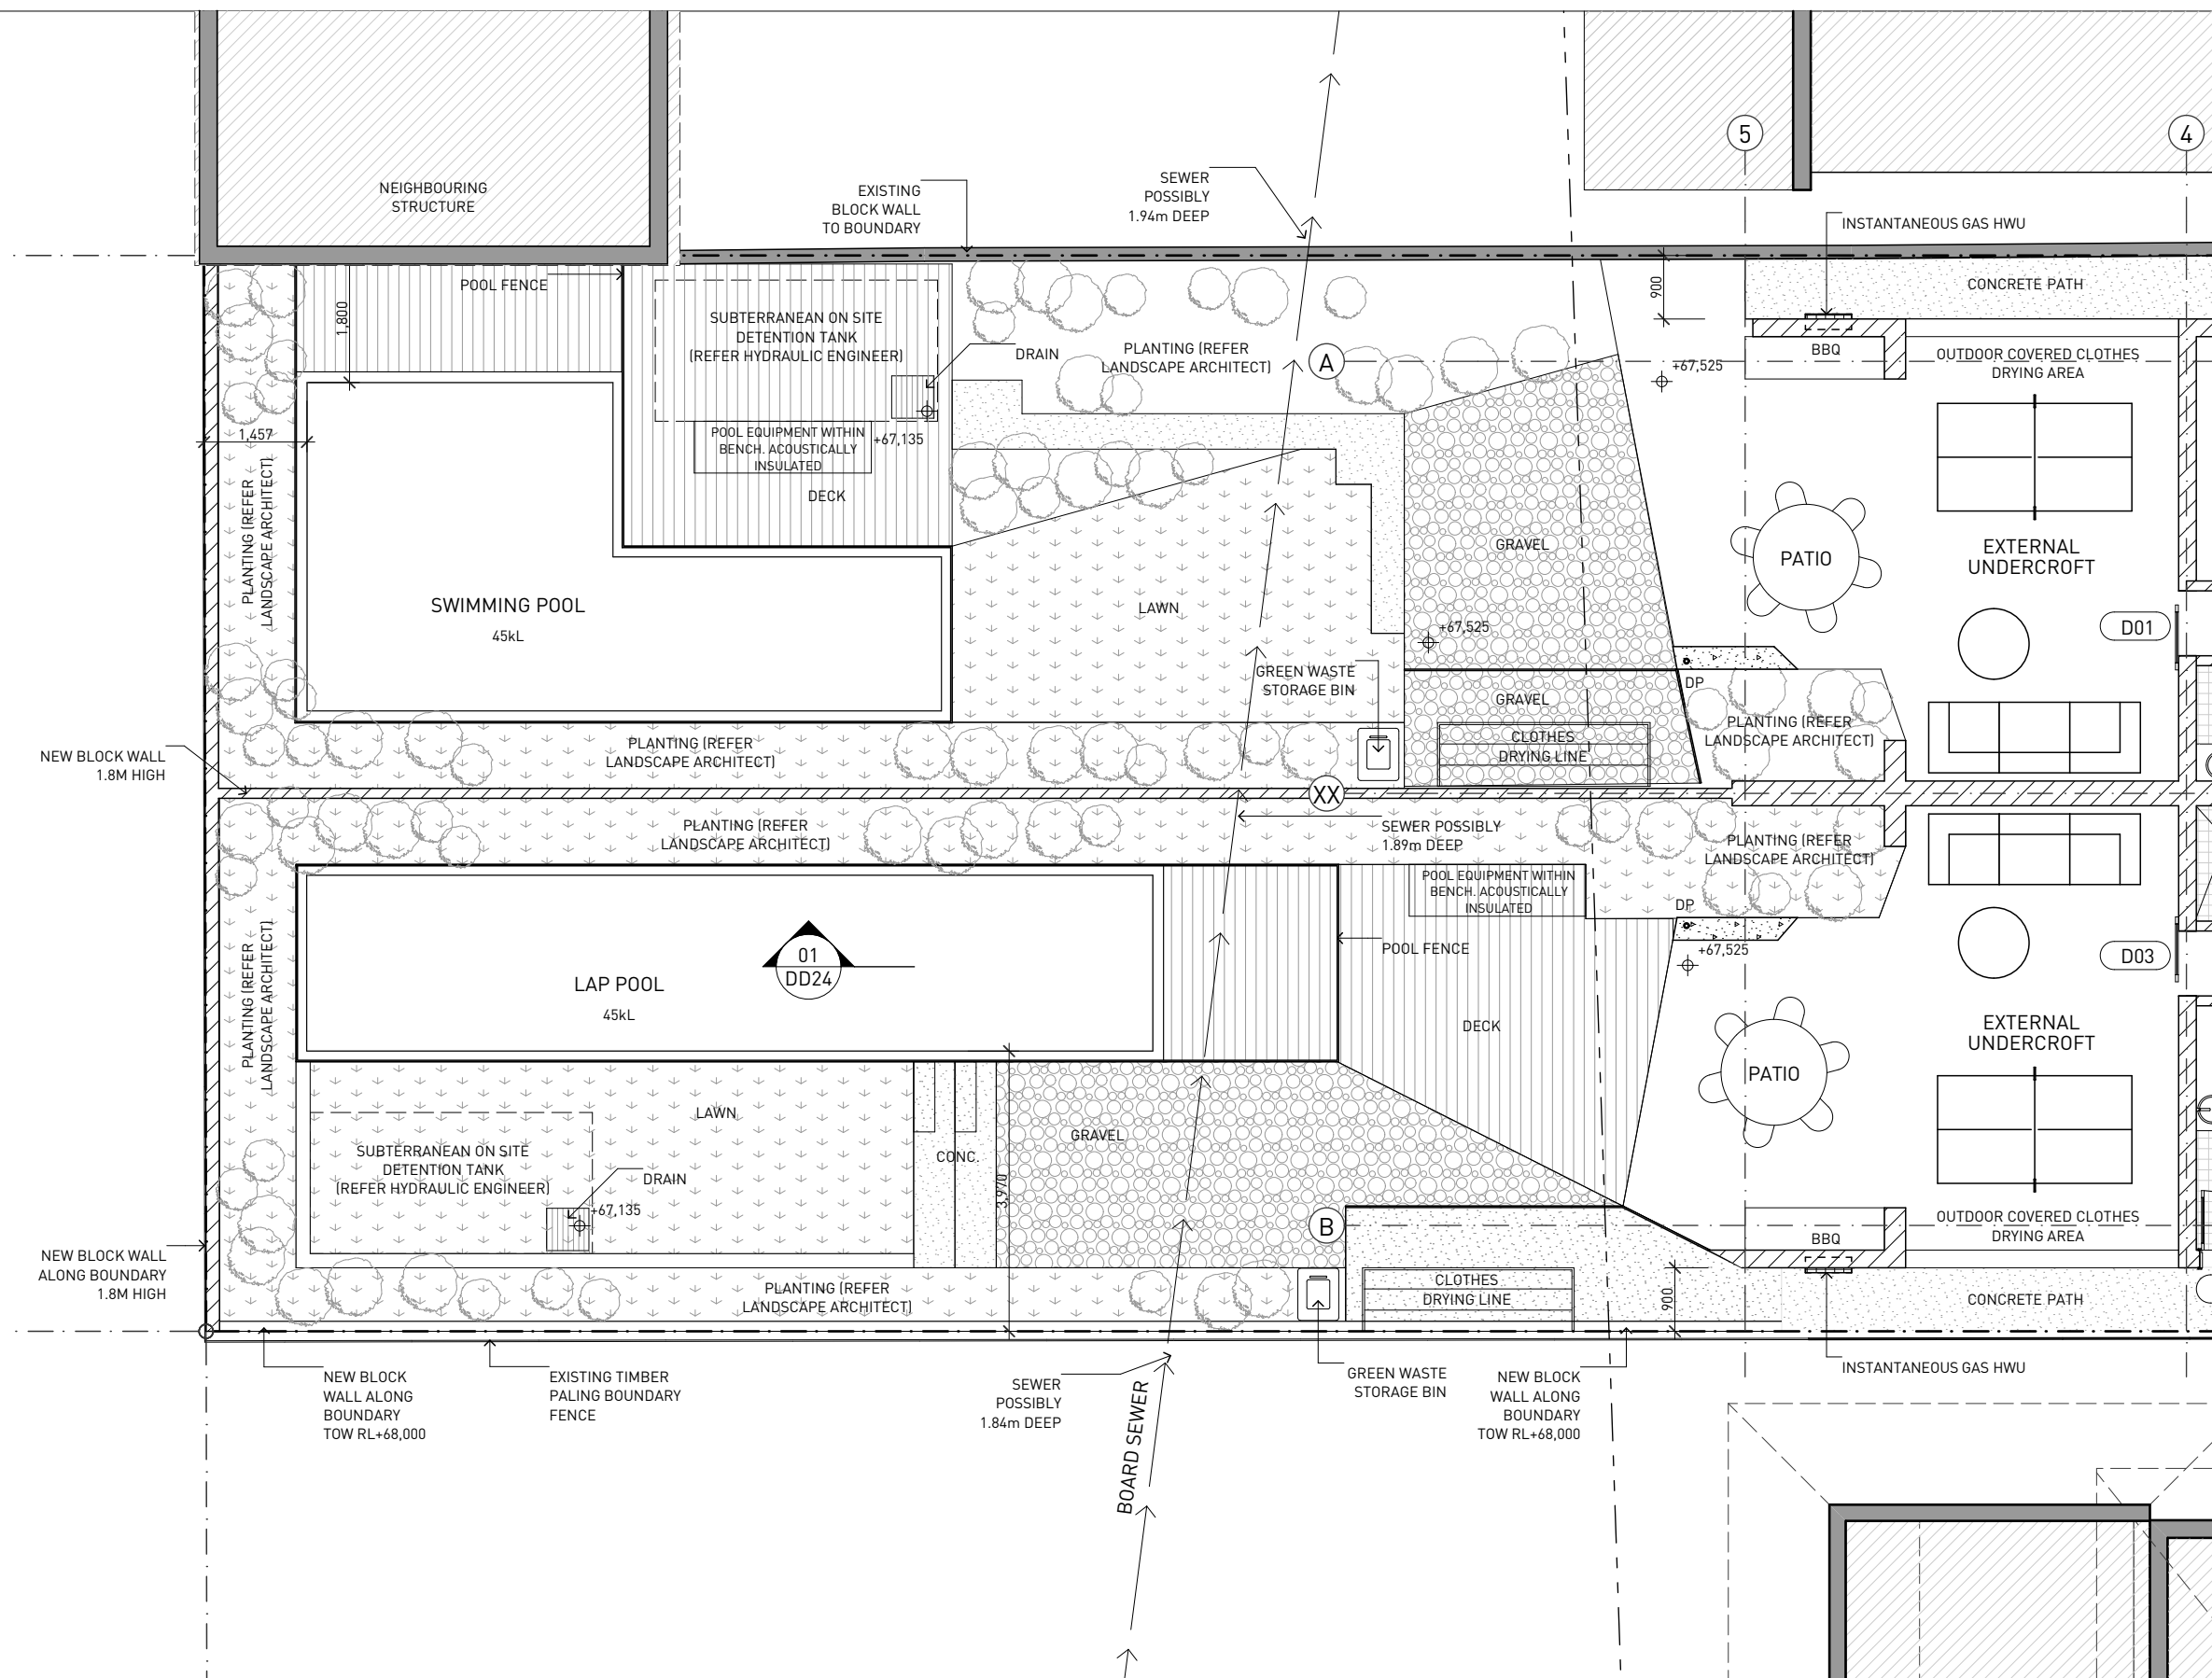 5
4
NEIGHBOURING
STRUCTURE
EXISTING
BLOCK WALL
TO BOUNDARY
SEWER
POSSIBLY
1.94m DEEP
INSTANTANEOUS GAS HWU
POOL FENCE
1,800
SUBTERRANEAN ON SITE
DETENTION TANK
(REFER HYDRAULIC ENGINEER)
DRAIN
PLANTING (REFER
LANDSCAPE ARCHITECT)
A
900
CONCRETE PATH
+67,525
BBQ
OUTDOOR COVERED CLOTHES
DRYING AREA
1,457
POOL EQUIPMENT WITHIN
BENCH. ACOUSTICALLY
INSULATED
+67,135
DECK
PLANTING (REFER
LANDSCAPE ARCHITECT)
GRAVEL
PATIO
EXTERNAL
UNDERCROFT
SWIMMING POOL
45kL
LAWN
+67,525
D01
GREEN WASTE
STORAGE BIN
GRAVEL
DP
CLOTHES
DRYING LINE
PLANTING (REFER
LANDSCAPE ARCHITECT)
PLANTING (REFER
LANDSCAPE ARCHITECT)
NEW BLOCK WALL
1.8M HIGH
XX
PLANTING (REFER
LANDSCAPE ARCHITECT)
SEWER POSSIBLY
1.89m DEEP
PLANTING (REFER
LANDSCAPE ARCHITECT)
POOL EQUIPMENT WITHIN
BENCH. ACOUSTICALLY
INSULATED
DP
POOL FENCE
+67,525
D03
PLANTING (REFER
LANDSCAPE ARCHITECT)
01
DD24
LAP POOL
45kL
DECK
EXTERNAL
UNDERCROFT
PATIO
LAWN
GRAVEL
SUBTERRANEAN ON SITE
DETENTION TANK
(REFER HYDRAULIC ENGINEER)
DRAIN
+67,135
CONC.
3,970
B
OUTDOOR COVERED CLOTHES
DRYING AREA
BBQ
NEW BLOCK WALL
ALONG BOUNDARY
1.8M HIGH
PLANTING (REFER
LANDSCAPE ARCHITECT)
CLOTHES
DRYING LINE
900
CONCRETE PATH
NEW BLOCK
WALL ALONG
BOUNDARY
TOW RL+68,000
EXISTING TIMBER
PALING BOUNDARY
FENCE
SEWER
POSSIBLY
1.84m DEEP
BOARD SEWER
GREEN WASTE
STORAGE BIN
NEW BLOCK
WALL ALONG
BOUNDARY
TOW RL+68,000
INSTANTANEOUS GAS HWU